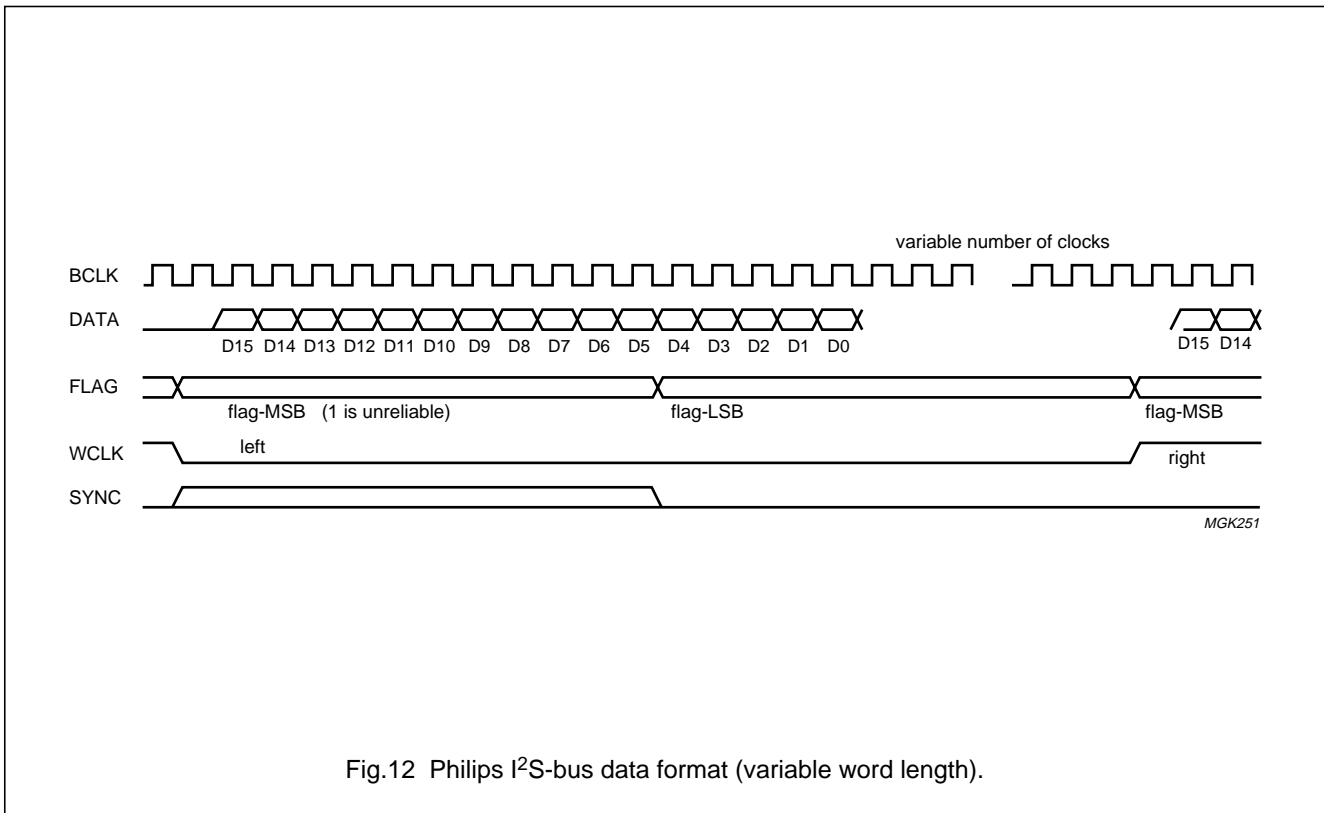 variable number of clocks
BCLK
DATA
D15 D14 D13 D12 D11 D10 D9 D8 D7 D6 D5 D4 D3 D2 D1 D0 D15 D14
FLAG
flag-MSB (1 is unreliable) flag-LSB flag-MSB
WCLK left right
SYNC
MGK251
Fig.12 Philips I²S-bus data format (variable word length).